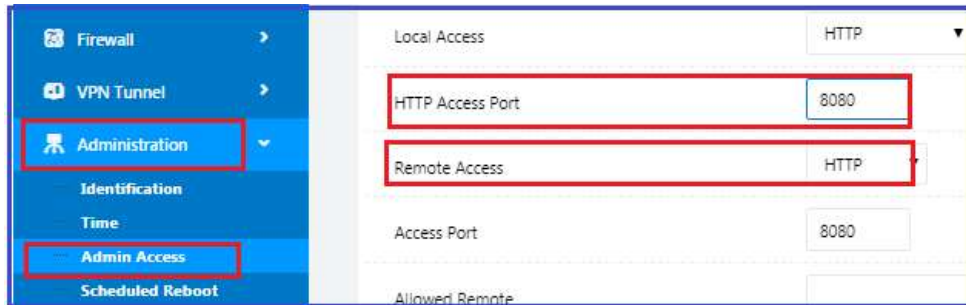 Firewall
VPN Tunnel
Administration
Identification
Time
Admin Access
Scheduled Reboot
Local Access HTTP
HTTP Access Port 8080
Remote Access HTTP
Access Port 8080
Allowed Remote